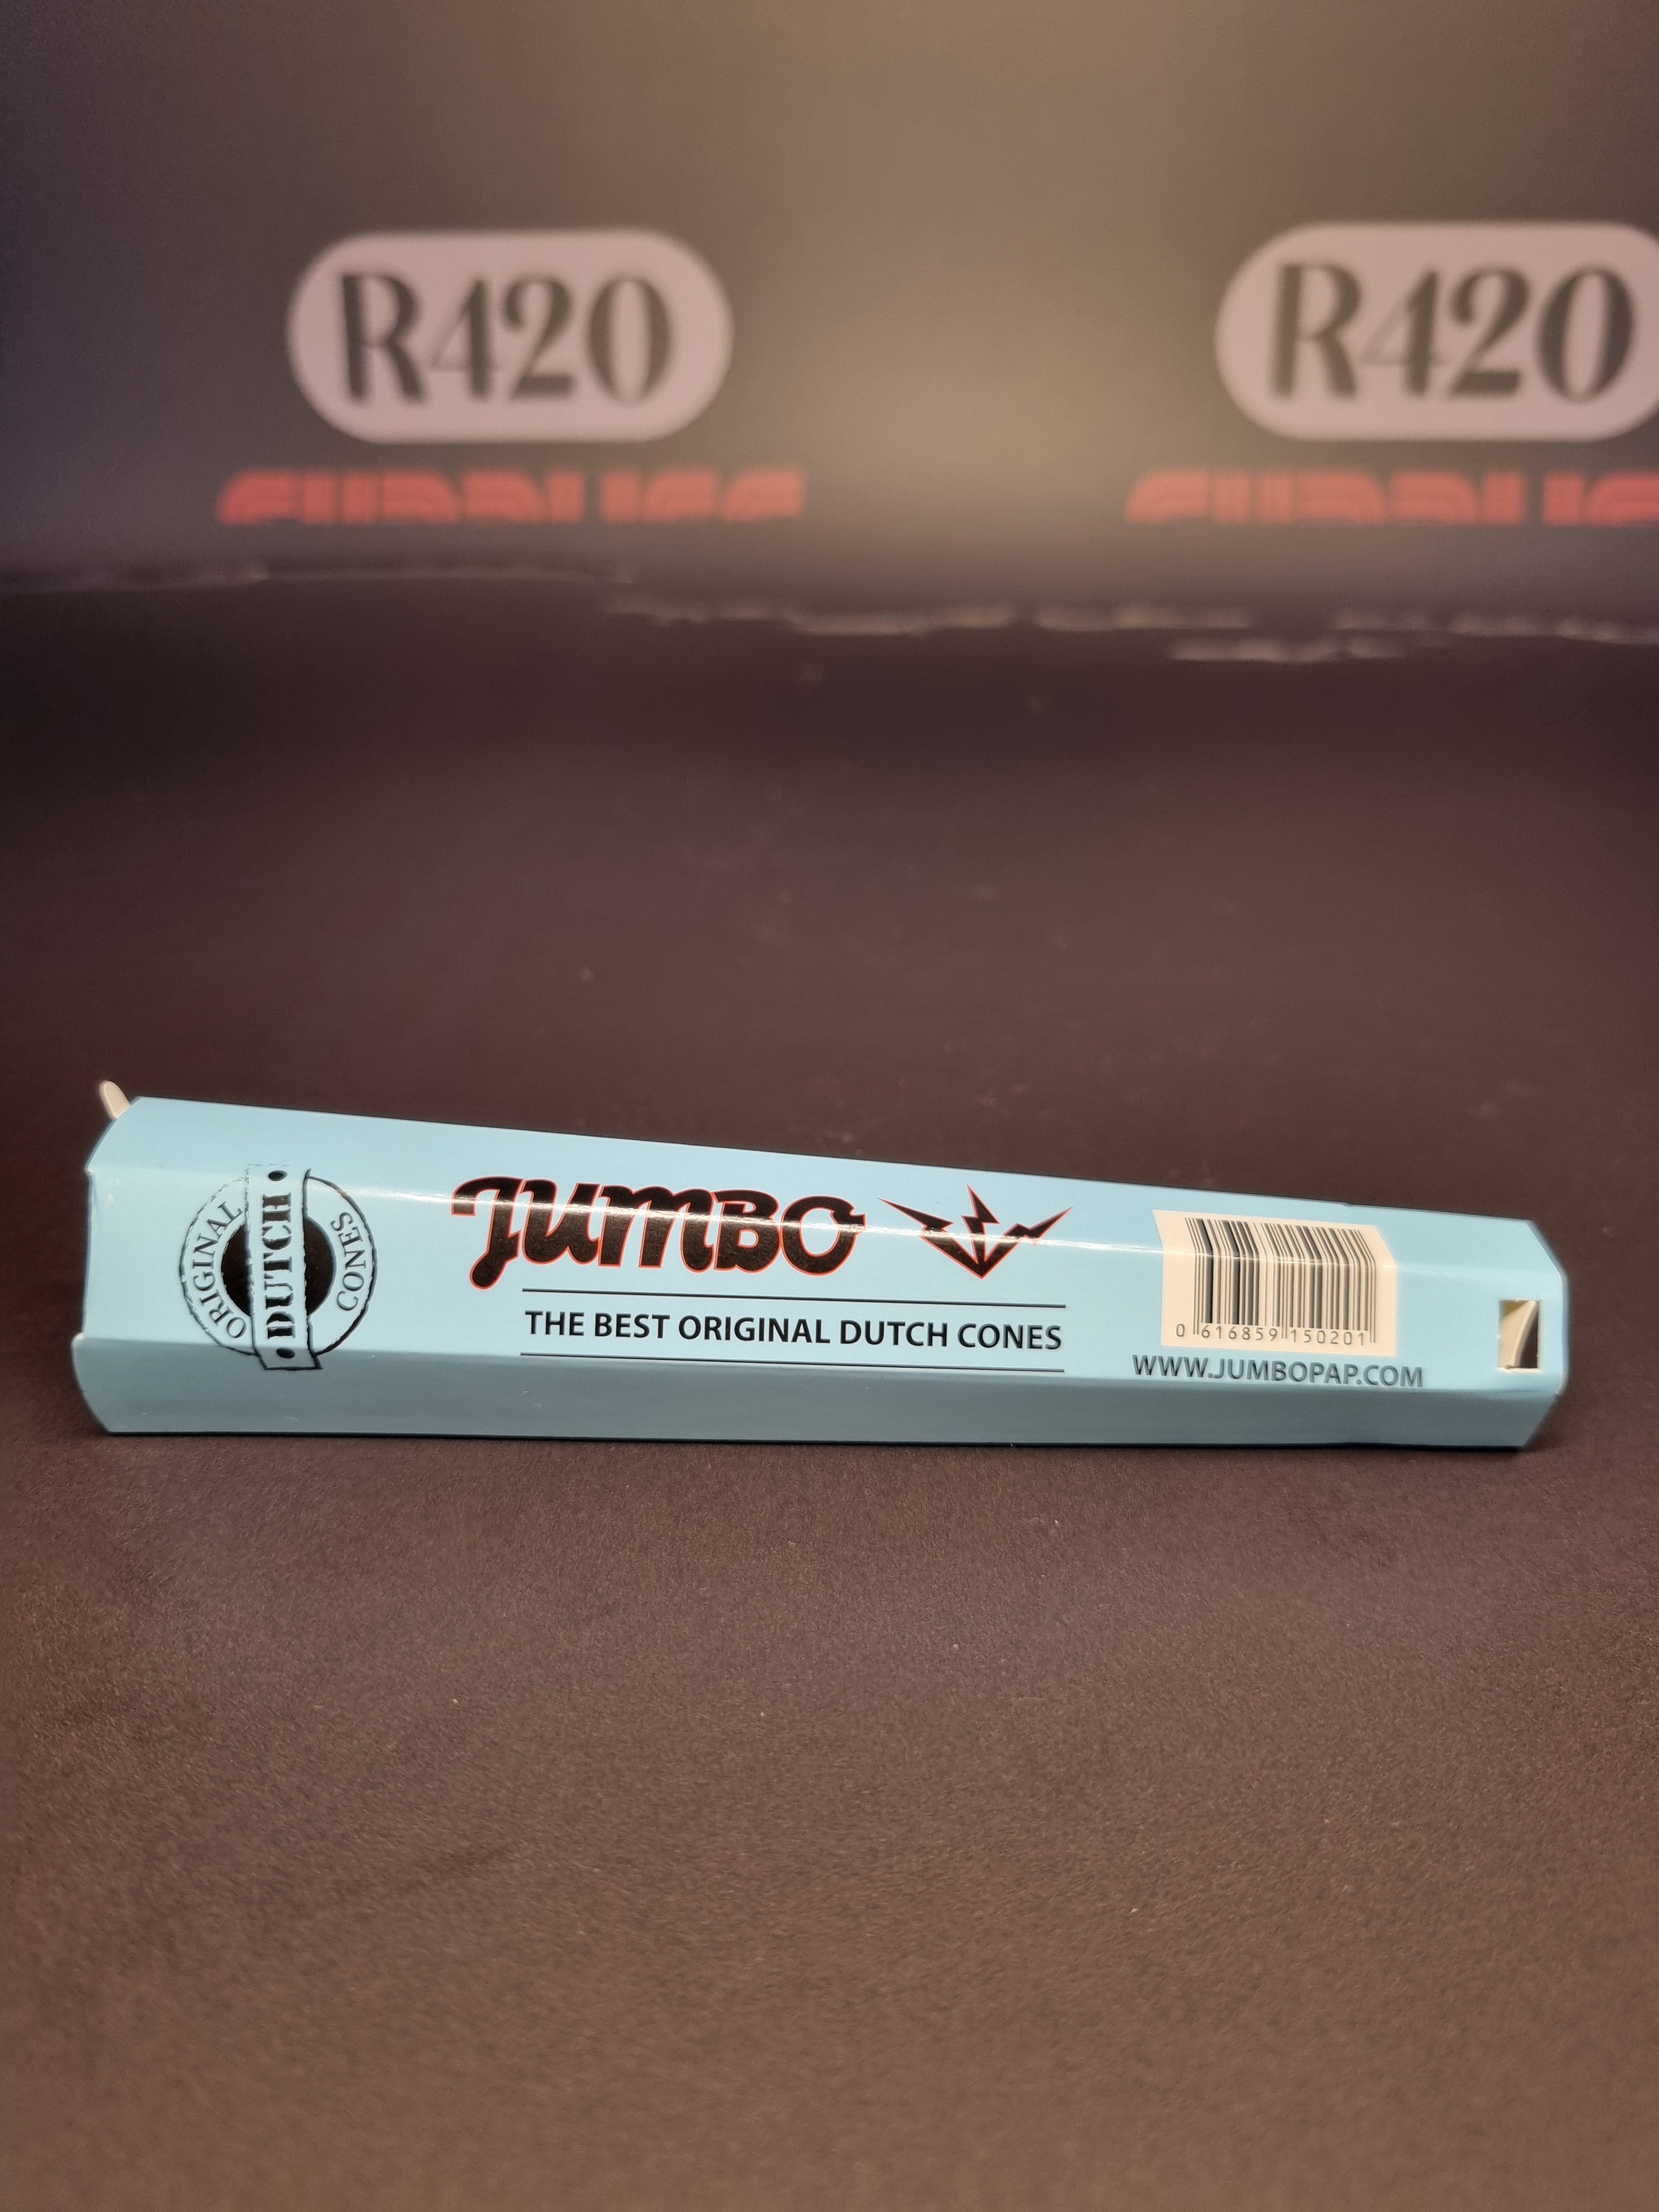 R420
R420
ORIGINAL
DUTCH
CONES
JUMBO
THE BEST ORIGINAL DUTCH CONES
0 616859 150201
WWW.JUMBOPAP.COM